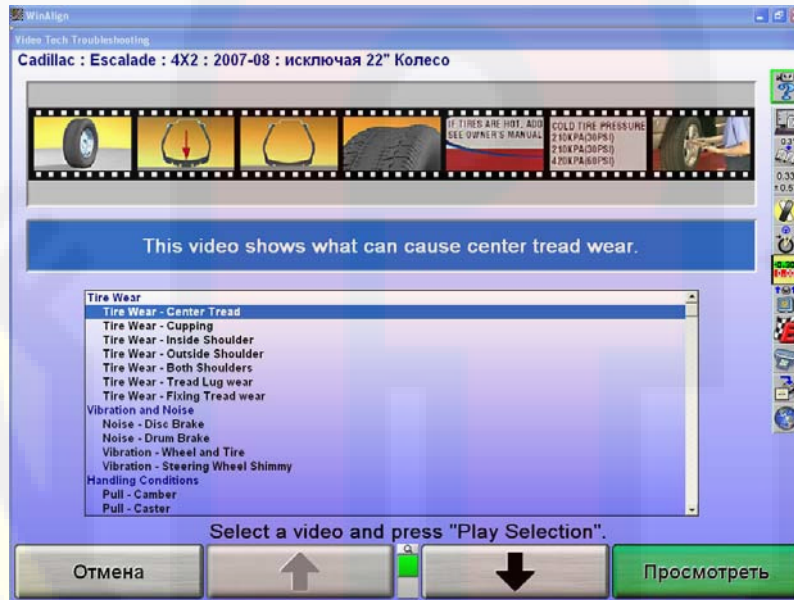 WinAlign
Video Tech Troubleshooting
Cadillac : Escalade : 4X2 : 2007-08 : исключая 22" Колесо
IF TIRES ARE HOT, ADD
SEE OWNER'S MANUAL
COLD TIRE PRESSURE
210KPA(30PSI)
210KPA(30PSI)
420KPA(60PSI)
This video shows what can cause center tread wear.
Tire Wear
Tire Wear - Center Tread
Tire Wear - Cupping
Tire Wear - Inside Shoulder
Tire Wear - Outside Shoulder
Tire Wear - Both Shoulders
Tire Wear - Tread Lug wear
Tire Wear - Fixing Tread wear
Vibration and Noise
Noise - Disc Brake
Noise - Drum Brake
Vibration - Wheel and Tire
Vibration - Steering Wheel Shimmy
Handling Conditions
Pull - Camber
Pull - Caster
Select a video and press "Play Selection".
Отмена
Просмотреть